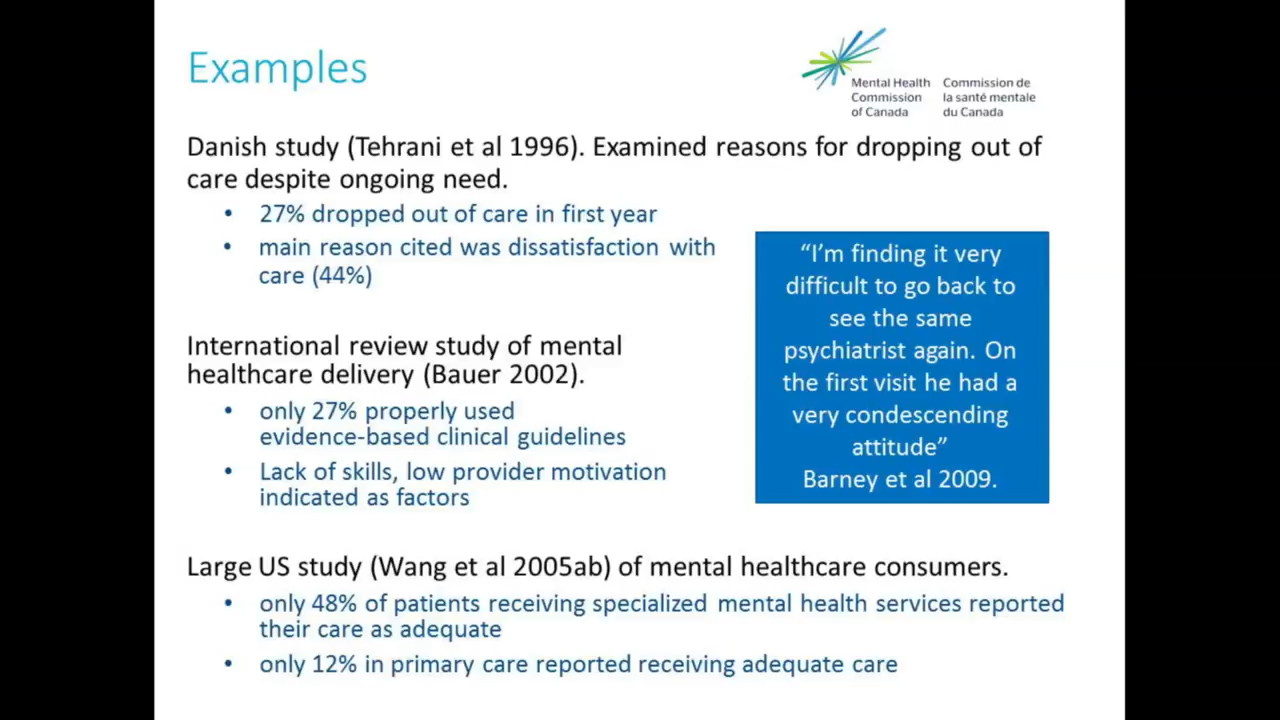 Examples
Mental Health
Commission
of Canada
Commission de
la santé mentale
du Canada
Danish study (Tehrani et al 1996). Examined reasons for dropping out of
care despite ongoing need.
• 27% dropped out of care in first year
• main reason cited was dissatisfaction with
care (44%)
International review study of mental
healthcare delivery (Bauer 2002).
• only 27% properly used
evidence-based clinical guidelines
• Lack of skills, low provider motivation
indicated as factors
“I’m finding it very
difficult to go back to
see the same
psychiatrist again. On
the first visit he had a
very condescending
attitude”
Barney et al 2009.
Large US study (Wang et al 2005ab) of mental healthcare consumers.
• only 48% of patients receiving specialized mental health services reported
their care as adequate
• only 12% in primary care reported receiving adequate care